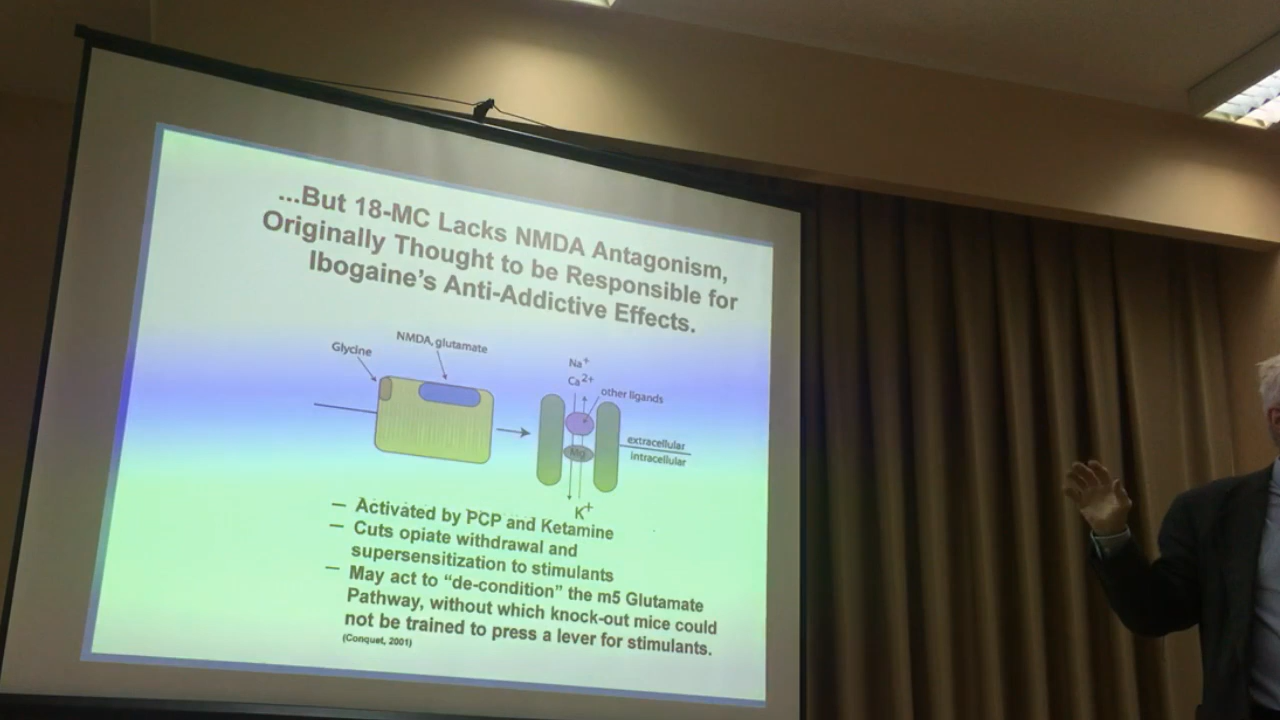 ...But 18-MC Lacks NMDA Antagonism,
Originally Thought to be Responsible for
Ibogaine's Anti-Addictive Effects.
Glycine
NMDA, glutamate
Na+
Ca2+
other ligands
Mg
extracellular
intracellular
K+
— Activated by PCP and Ketamine
— Cuts opiate withdrawal and
supersensitization to stimulants
— May act to “de-condition” the m5 Glutamate
Pathway, without which knock-out mice could
not be trained to press a lever for stimulants.
(Conquet, 2001)